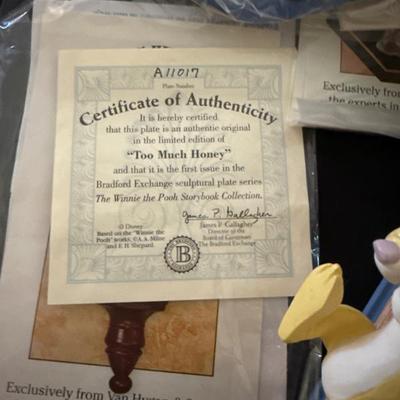 A11017
Plate Number
Certificate of Authenticity
It is hereby certified
that this plate is an authentic original
in the limited edition of
"Too Much Honey"
and that it is the first issue in the
Bradford Exchange sculptural plate series
The Winnie the Pooh Storybook Collection.
James P. Gallagher
James P. Gallagher
Director of the
Board of Governors
The Bradford Exchange
© Disney
Based on the "Winnie the
Pooh" works, © A. A. Milne
and E. H. Shepard.
B
Exclusively from
the experts in
Exclusively from Van